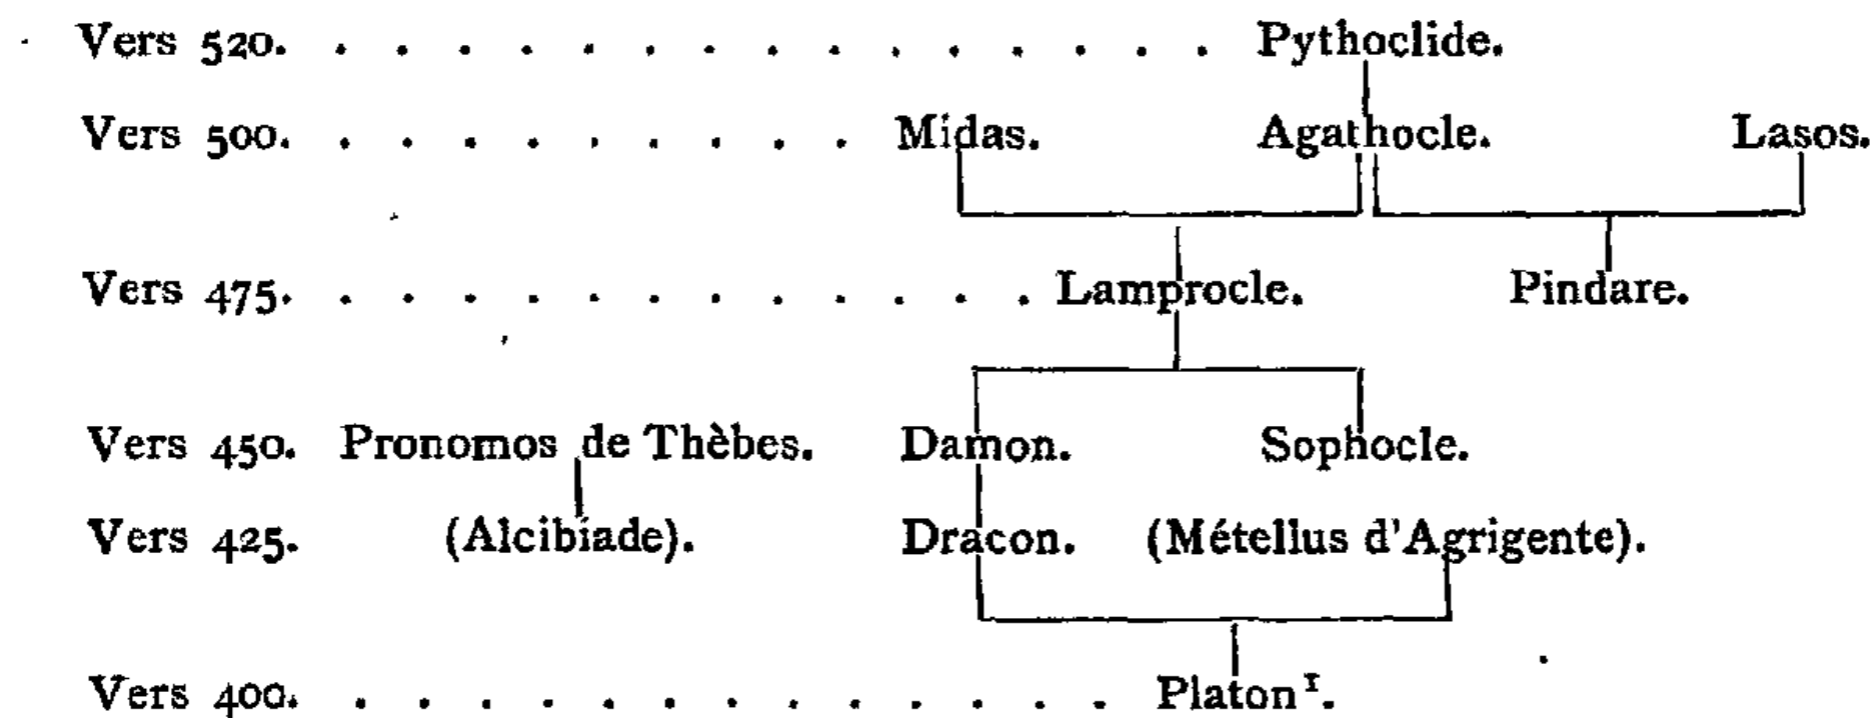 Vers 520. . . . . . . . . . . . . . . . Pythoclide.
Vers 500. . . . . . . . . . Midas. Agathocle. Lasos.
Vers 475. . . . . . . . . . . . . Lamprocle. Pindare.
Vers 450. Pronomos de Thèbes. Damon. Sophocle.
Vers 425. (Alcibiade). Dracon. (Métellus d'Agrigente).
Vers 400. . . . . . . . . . . . . . Platon¹.